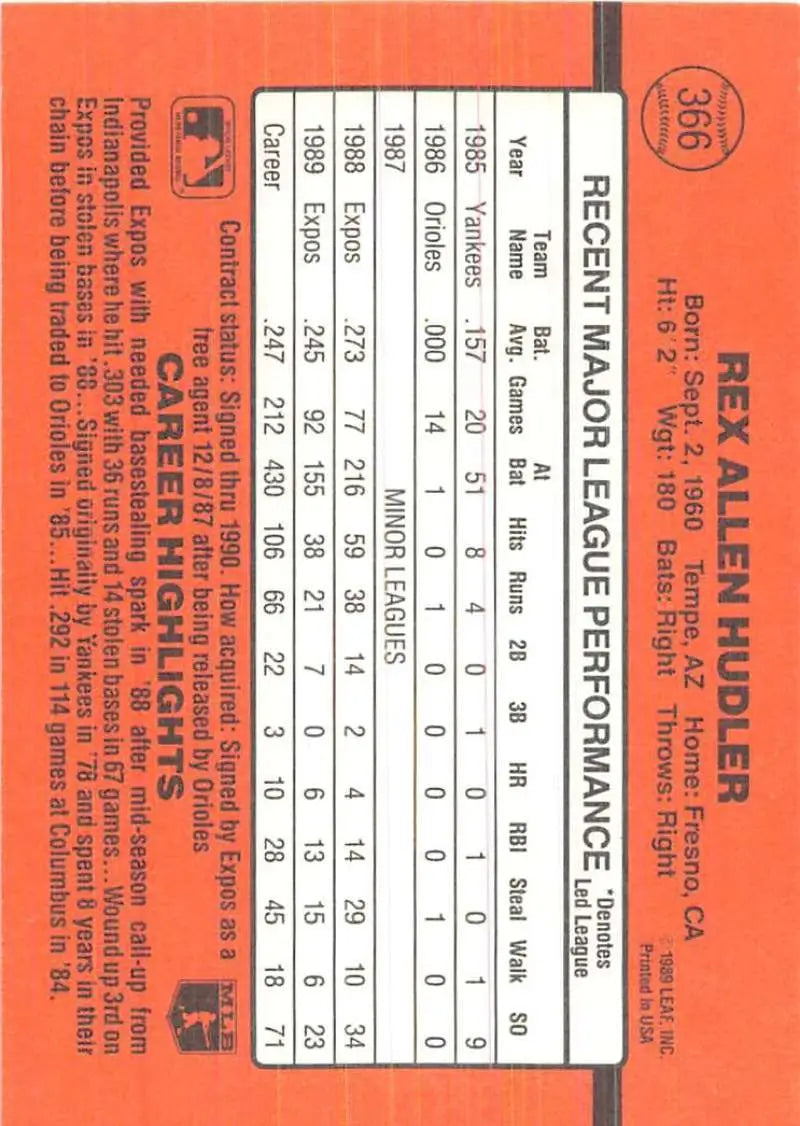 366
REX ALLEN HUDLER
Born: Sept. 2, 1960 Tempe, AZ Home: Fresno, CA
Ht: 6'2" Wgt: 180 Bats: Right Throws: Right
© 1989 LEAF, INC.
Printed in USA
RECENT MAJOR LEAGUE PERFORMANCE *Denotes Led League
Year Team Name Bat. Avg. Games At Bat Hits Runs 2B 3B HR RBI Steal Walk SO
1985 Yankees .157 20 51 8 4 0 1 0 1 0 1 9
1986 Orioles .000 14 1 0 1 0 0 0 0 1 0 0
1987 MINOR LEAGUES
1988 Expos .273 77 216 59 38 14 2 4 14 29 10 34
1989 Expos .245 92 155 38 21 7 0 6 13 15 6 23
Career .247 212 430 106 66 22 3 10 28 45 18 71
Contract status: Signed thru 1990. How acquired: Signed by Expos as a
free agent 12/8/87 after being released by Orioles
MLB
CAREER HIGHLIGHTS
Provided Expos with needed basestealing spark in '88 after mid-season call-up from
Indianapolis where he hit .303 with 36 runs and 14 stolen bases in 67 games...Wound up 3rd on
Expos in stolen bases in '88...Signed originally by Yankees in '78 and spent 8 years in their
chain before being traded to Orioles in '85...Hit .292 in 114 games at Columbus in '84.